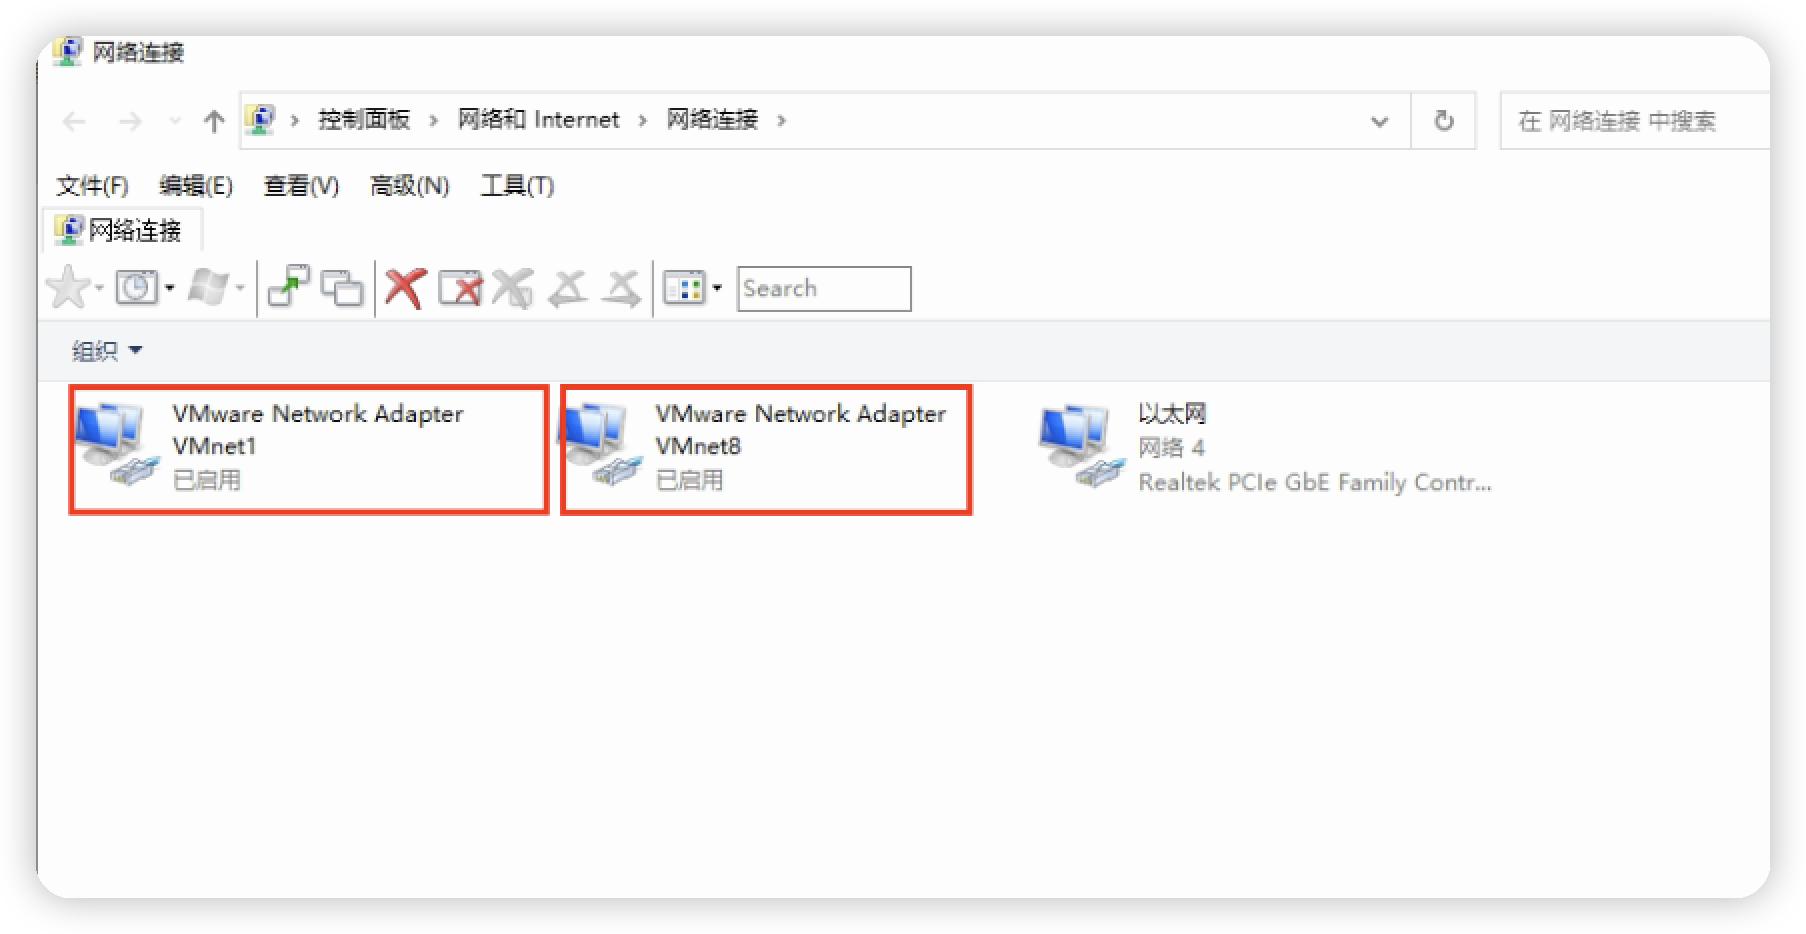 网络连接
控制面板 › 网络和 Internet › 网络连接 ›
在 网络连接 中搜索
文件(F) 编辑(E) 查看(V) 高级(N) 工具(T)
网络连接
Search
组织
VMware Network Adapter
VMnet1
已启用
VMware Network Adapter
VMnet8
已启用
以太网
网络 4
Realtek PCIe GbE Family Contr...